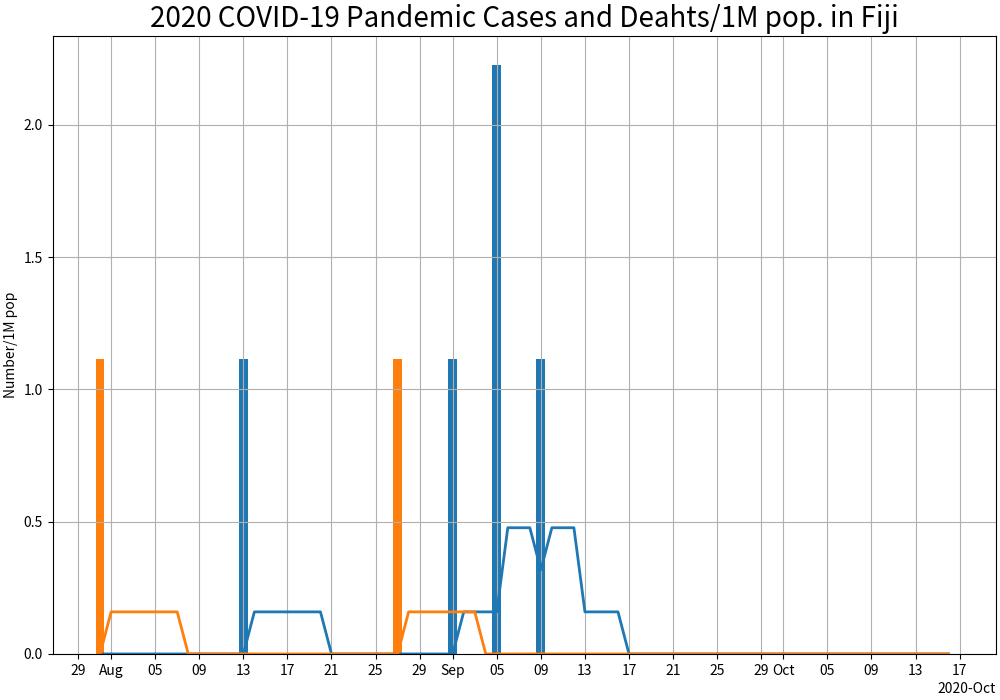 2020 COVID-19 Pandemic Cases and Deahts/1M pop. in Fiji
Number/1M pop
2.0
1.5
1.0
0.5
0.0
29 Aug 05 09 13 17 21 25 29 Sep 05 09 13 17 21 25 29 Oct 05 09 13 17
2020-Oct